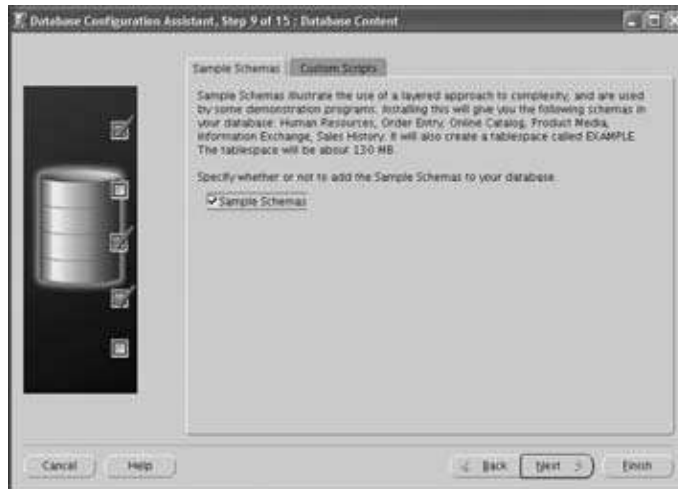 Database Configuration Assistant, Step 9 of 15 : Database Content
Sample Schemas
Custom Scripts
Sample Schemas illustrate the use of a layered approach to complexity, and are used
by some demonstration programs. Installing this will give you the following schemas in
your database: Human Resources, Order Entry, Online Catalog, Product Media,
Information Exchange, Sales History. It will also create a tablespace called EXAMPLE.
The tablespace will be about 130 MB.
Specify whether or not to add the Sample Schemas to your database.
Sample Schemas
Cancel
Help
Back
Next
Finish